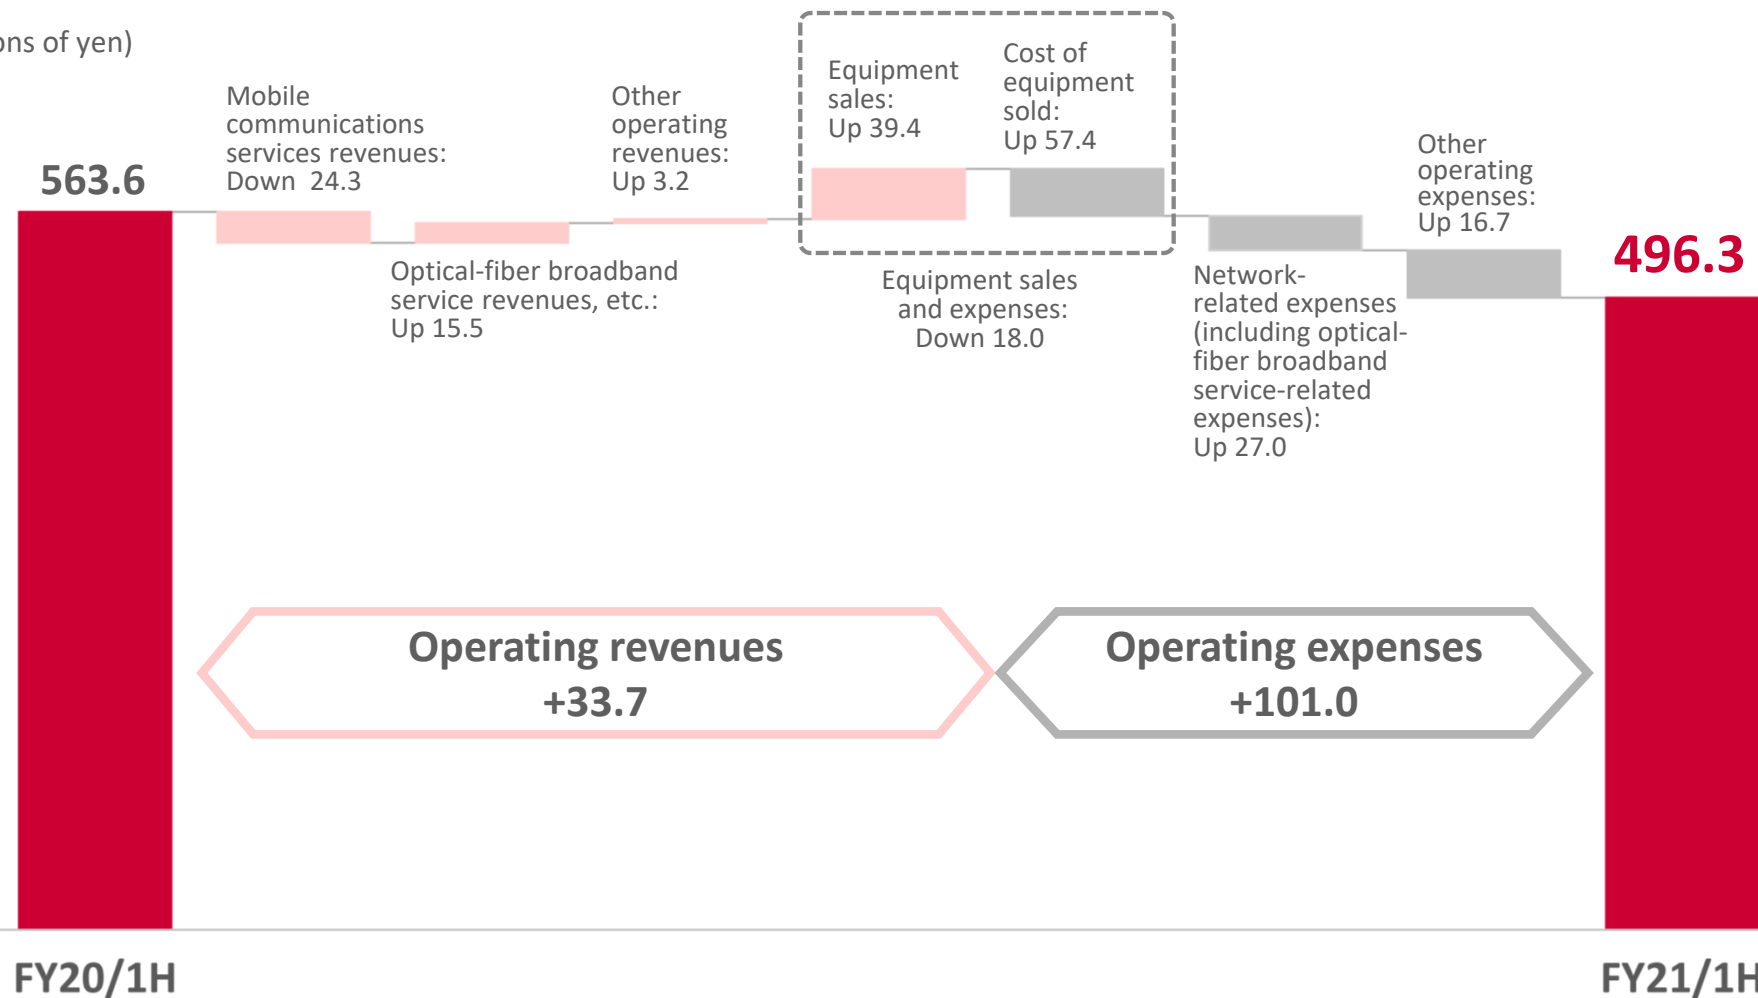 ons of yen)
563.6
Mobile
communications
services revenues:
Down 24.3
Optical-fiber broadband
service revenues, etc.:
Up 15.5
Other
operating
revenues:
Up 3.2
Equipment
sales:
Up 39.4
Cost of
equipment
sold:
Up 57.4
Equipment sales
and expenses:
Down 18.0
Network-
related expenses
(including optical-
fiber broadband
service-related
expenses):
Up 27.0
Other
operating
expenses:
Up 16.7
496.3
Operating revenues
+33.7
Operating expenses
+101.0
FY20/1H
FY21/1H